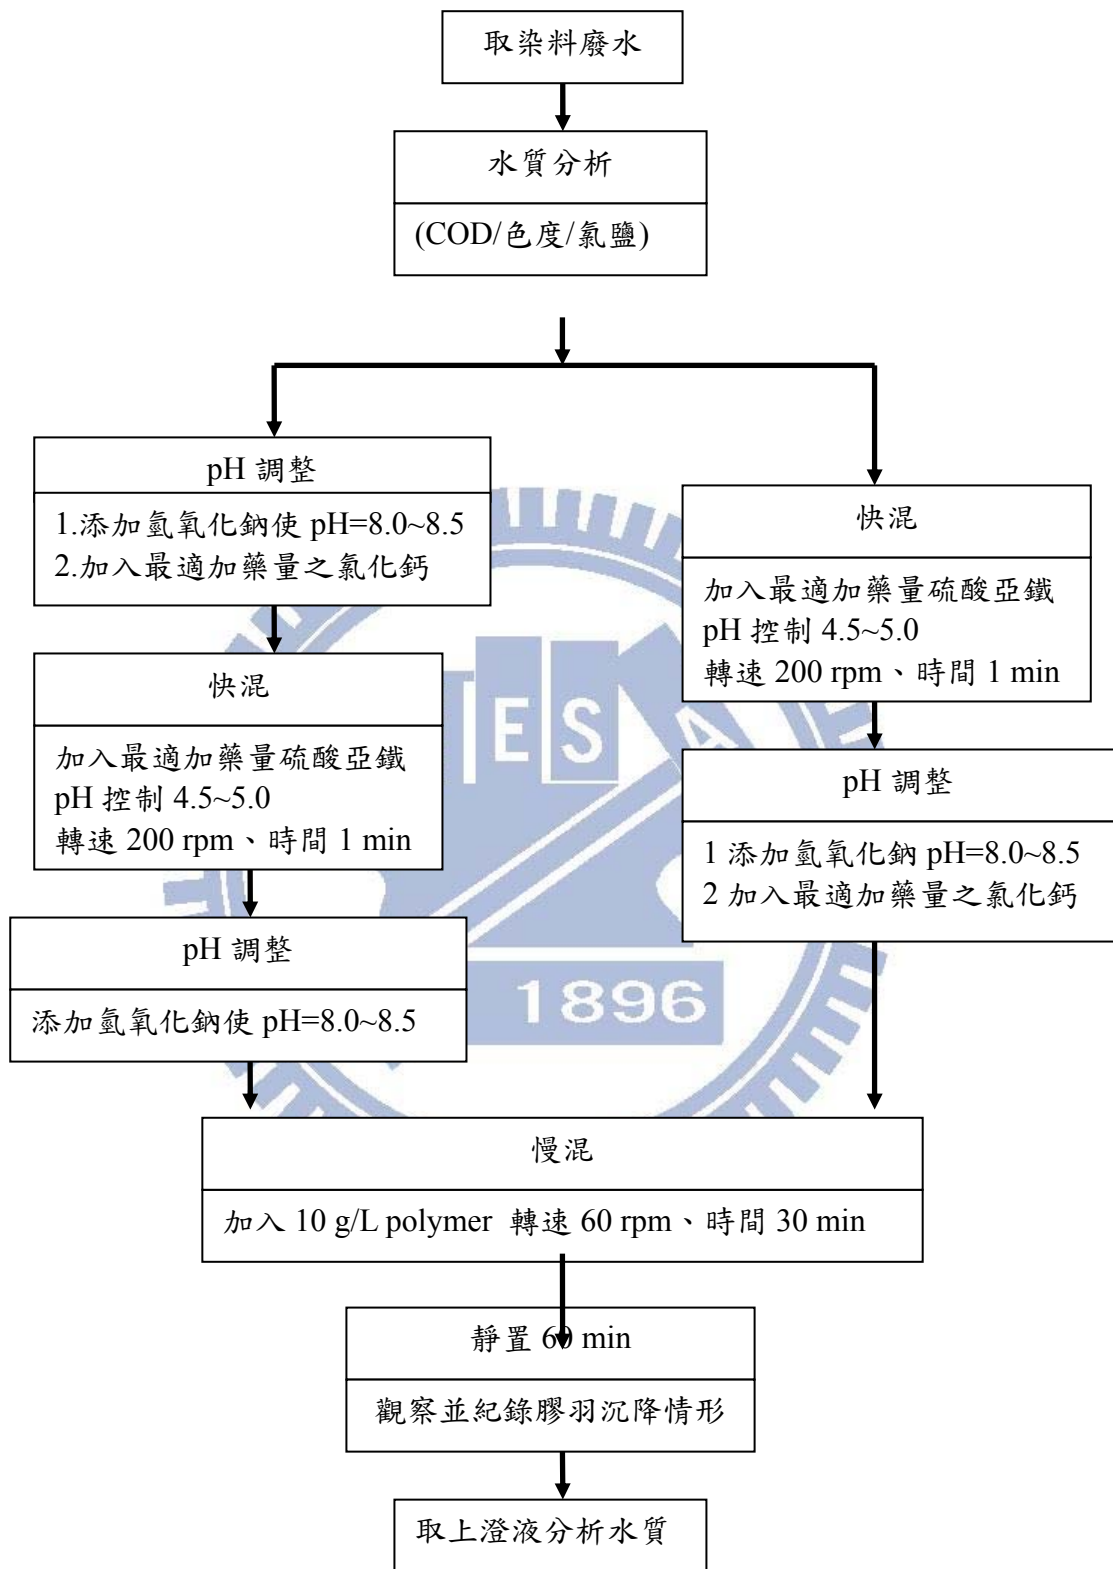 取染料廢水
水質分析
(COD/色度/氯鹽)
pH 調整
1.添加氫氧化鈉使 pH=8.0~8.5
2.加入最適加藥量之氯化鈣
快混
加入最適加藥量硫酸亞鐵
pH 控制 4.5~5.0
轉速 200 rpm、時間 1 min
pH 調整
添加氫氧化鈉使 pH=8.0~8.5
快混
加入最適加藥量硫酸亞鐵
pH 控制 4.5~5.0
轉速 200 rpm、時間 1 min
pH 調整
1 添加氫氧化鈉 pH=8.0~8.5
2 加入最適加藥量之氯化鈣
ES A
1896
慢混
加入 10 g/L polymer 轉速 60 rpm、時間 30 min
靜置 60 min
觀察並紀錄膠羽沉降情形
取上澄液分析水質